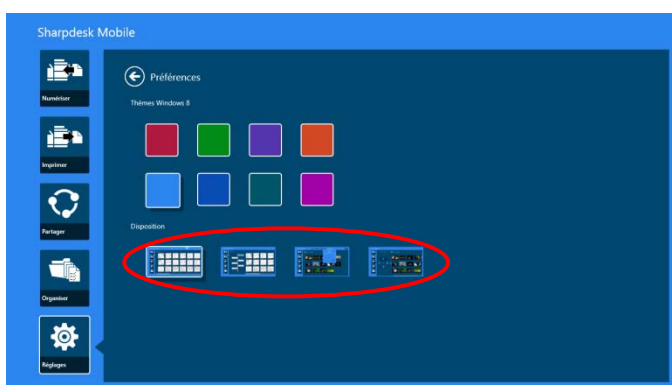 Sharpdesk Mobile
Numériser
Imprimer
Partager
Organiser
Réglages
Préférences
Thèmes Windows 8
Disposition